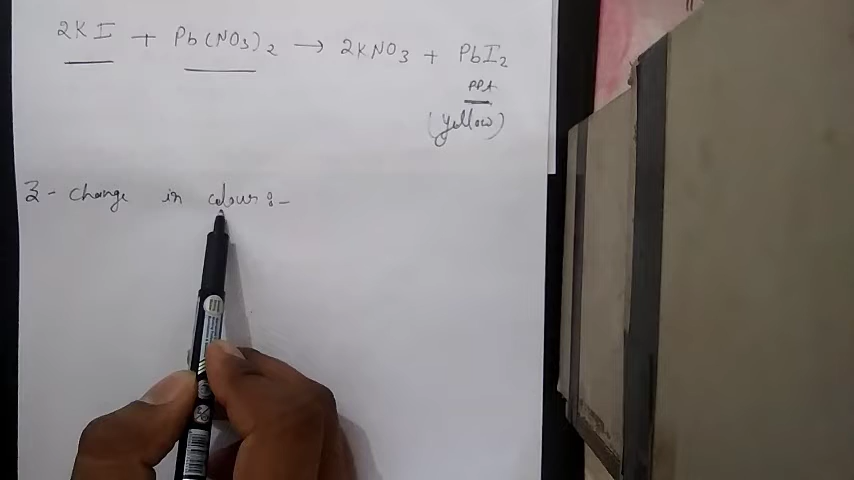 2KI + Pb(NO3)2 → 2KNO3 + PbI2
PPt
(yellow)
3- change in colour:-